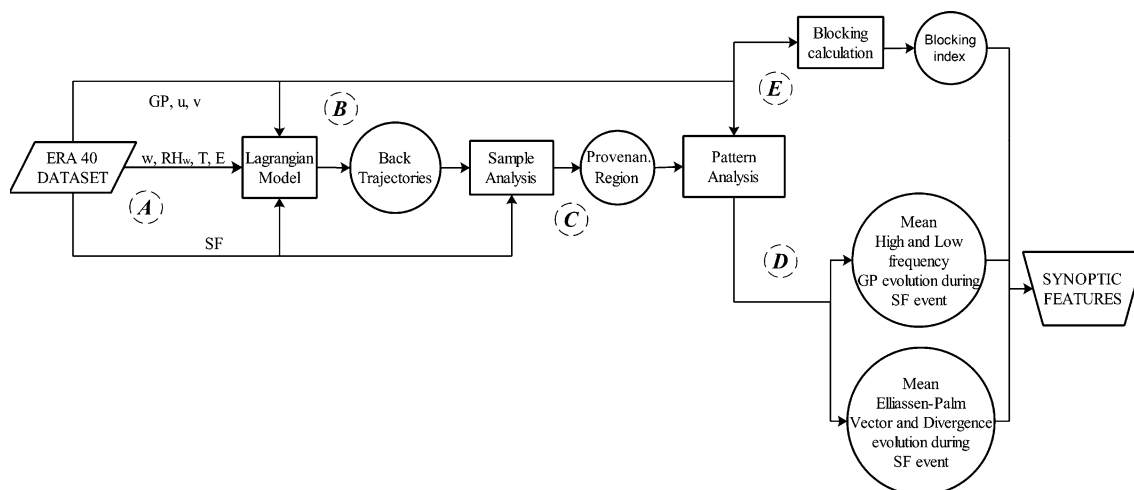 Blocking
calculation
Blocking
index
E
GP, u, v
B
ERA 40
DATASET
w, RHw, T, E
Lagrangian
Model
Back
Trajectories
Sample
Analysis
Provenan.
Region
Pattern
Analysis
A
C
SF
D
Mean
High and Low
frequency
GP evolution during
SF event
SYNOPTIC
FEATURES
Mean
Elliassen-Palm
Vector and Divergence
evolution during
SF event